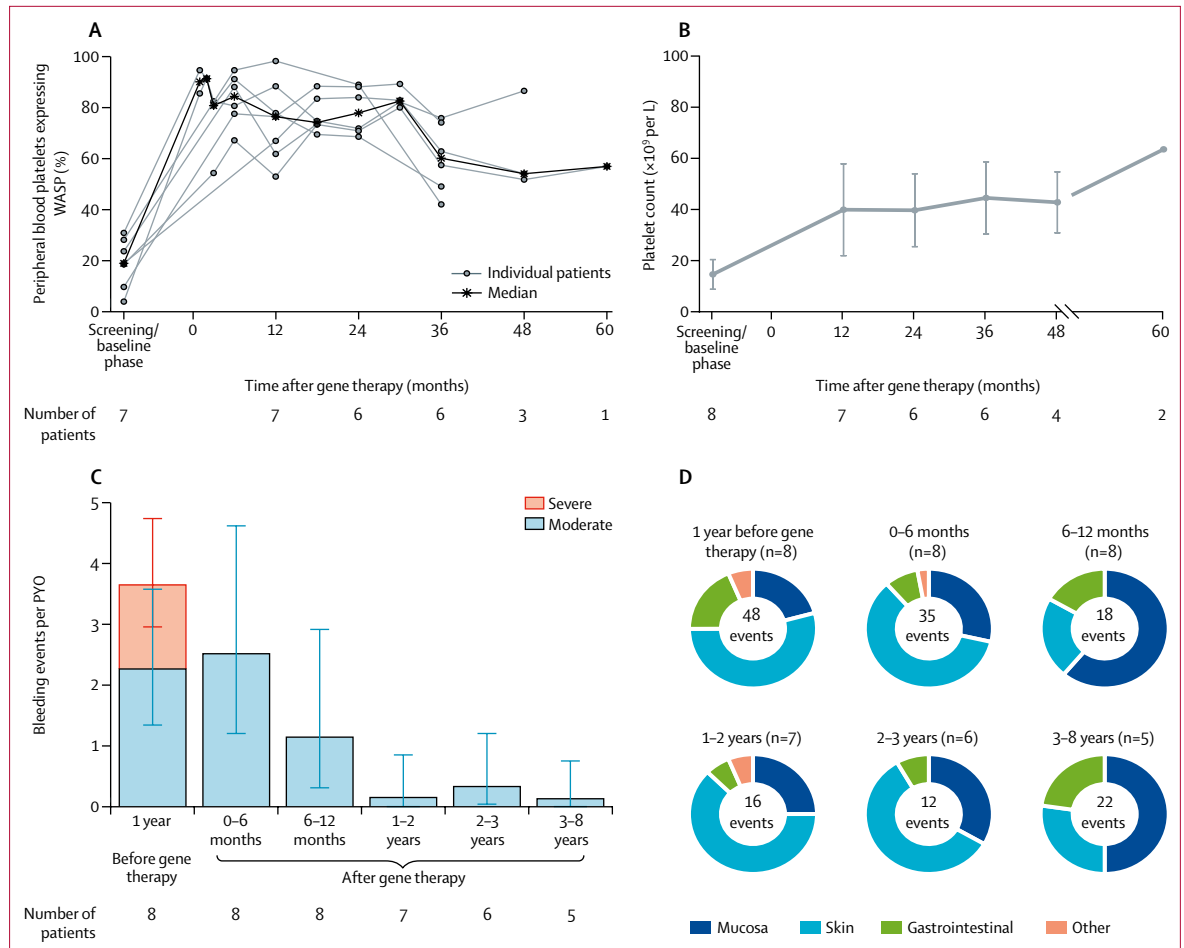 A
Peripheral blood platelets expressing
WASP (%)
100
80
60
40
20
0
Individual patients
Median
Screening/
baseline
phase
0
12
24
36
48
60
Time after gene therapy (months)
Number of
patients
7
7
6
6
3
1
B
Platelet count (×10⁹ per L)
100
80
60
40
20
0
Screening/
baseline
phase
0
12
24
36
48
60
Time after gene therapy (months)
8
7
6
6
4
2
C
Bleeding events per PYO
5
4
3
2
1
0
Severe
Moderate
1 year
0–6
months
6–12
months
1–2
years
2–3
years
3–8
years
Before gene
therapy
After gene therapy
Number of
patients
8
8
8
7
6
5
D
1 year before gene
therapy (n=8)
48
events
0–6 months
(n=8)
35
events
6–12 months
(n=8)
18
events
1–2 years (n=7)
16
events
2–3 years (n=6)
12
events
3–8 years (n=5)
22
events
Mucosa
Skin
Gastrointestinal
Other